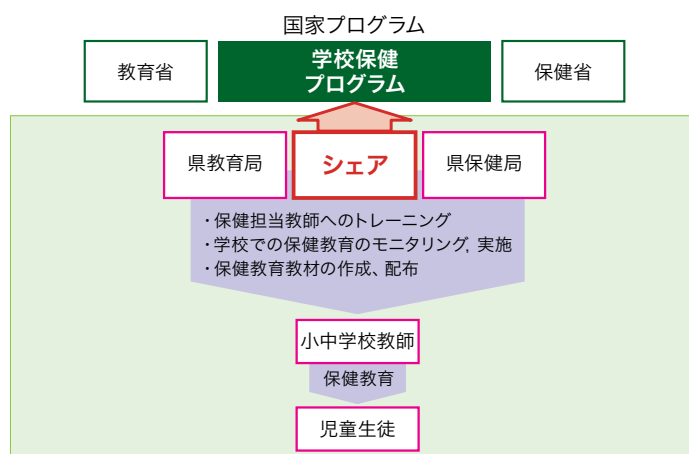 国家プログラム
教育省
学校保健
プログラム
保健省
県教育局
シェア
県保健局
・保健担当教師へのトレーニング
・学校での保健教育のモニタリング, 実施
・保健教育教材の作成、配布
小中学校教師
保健教育
児童生徒